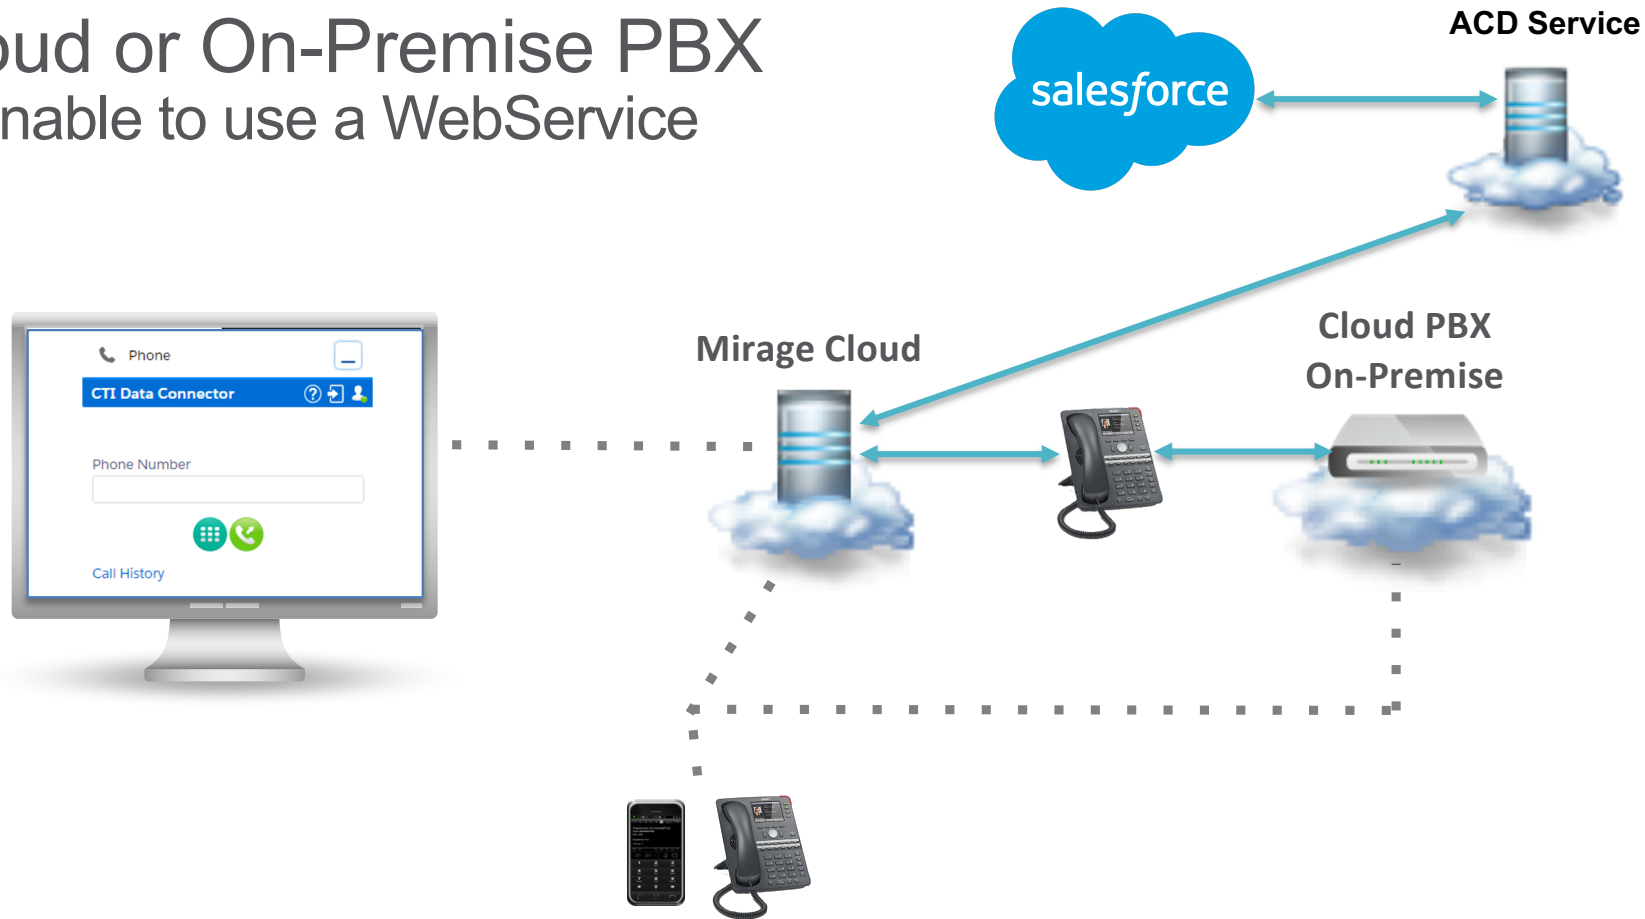 oud or On-Premise PBX
nable to use a WebService
ACD Service
salesforce
Mirage Cloud
Cloud PBX
On-Premise
Phone
CTI Data Connector
Phone Number
Call History